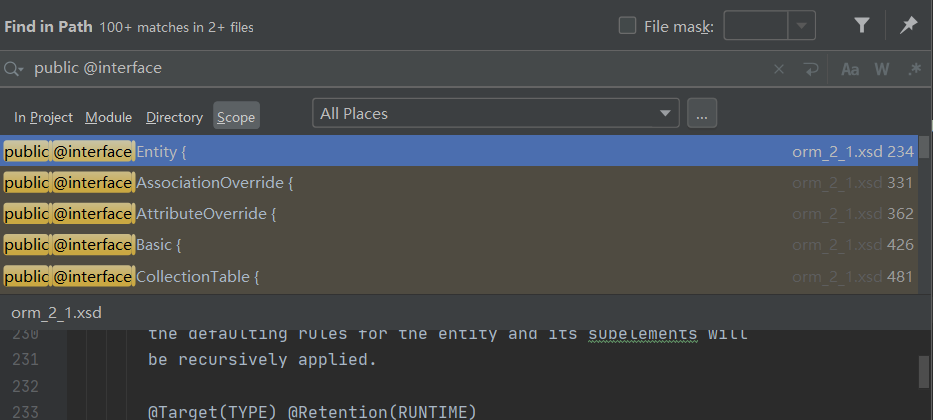 Find in Path 100+ matches in 2+ files File mask:
public @interface Aa W .*
In Project Module Directory Scope All Places ...
public @interface Entity { orm_2_1.xsd 234
public @interface AssociationOverride { orm_2_1.xsd 331
public @interface AttributeOverride { orm_2_1.xsd 362
public @interface Basic { orm_2_1.xsd 426
public @interface CollectionTable { orm_2_1.xsd 481
orm_2_1.xsd
230 the defaulting rules for the entity and its subelements will
231 be recursively applied.
232
233 @Target(TYPE) @Retention(RUNTIME)